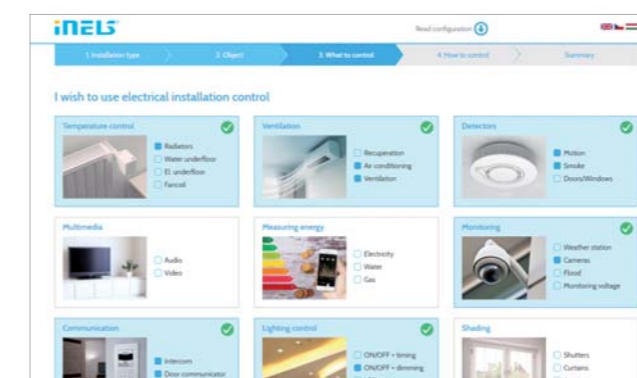 iNELS
Read configuration
1. Installation type
2. Object
3. What to control
4. How to control
Summary
I wish to use electrical installation control
Temperature control
Radiators
Water underfloor
El. underfloor
Fancoil
Ventilation
Recuperation
Air conditioning
Ventilation
Detectors
Motion
Smoke
Doors/Windows
Multimedia
Audio
Video
Measuring energy
Electricity
Water
Gas
Monitoring
Weather station
Cameras
Flood
Monitoring voltage
Communication
Intercom
Door communicator
Lighting control
ON/OFF + timing
ON/OFF + dimming
Shading
Shutters
Curtains